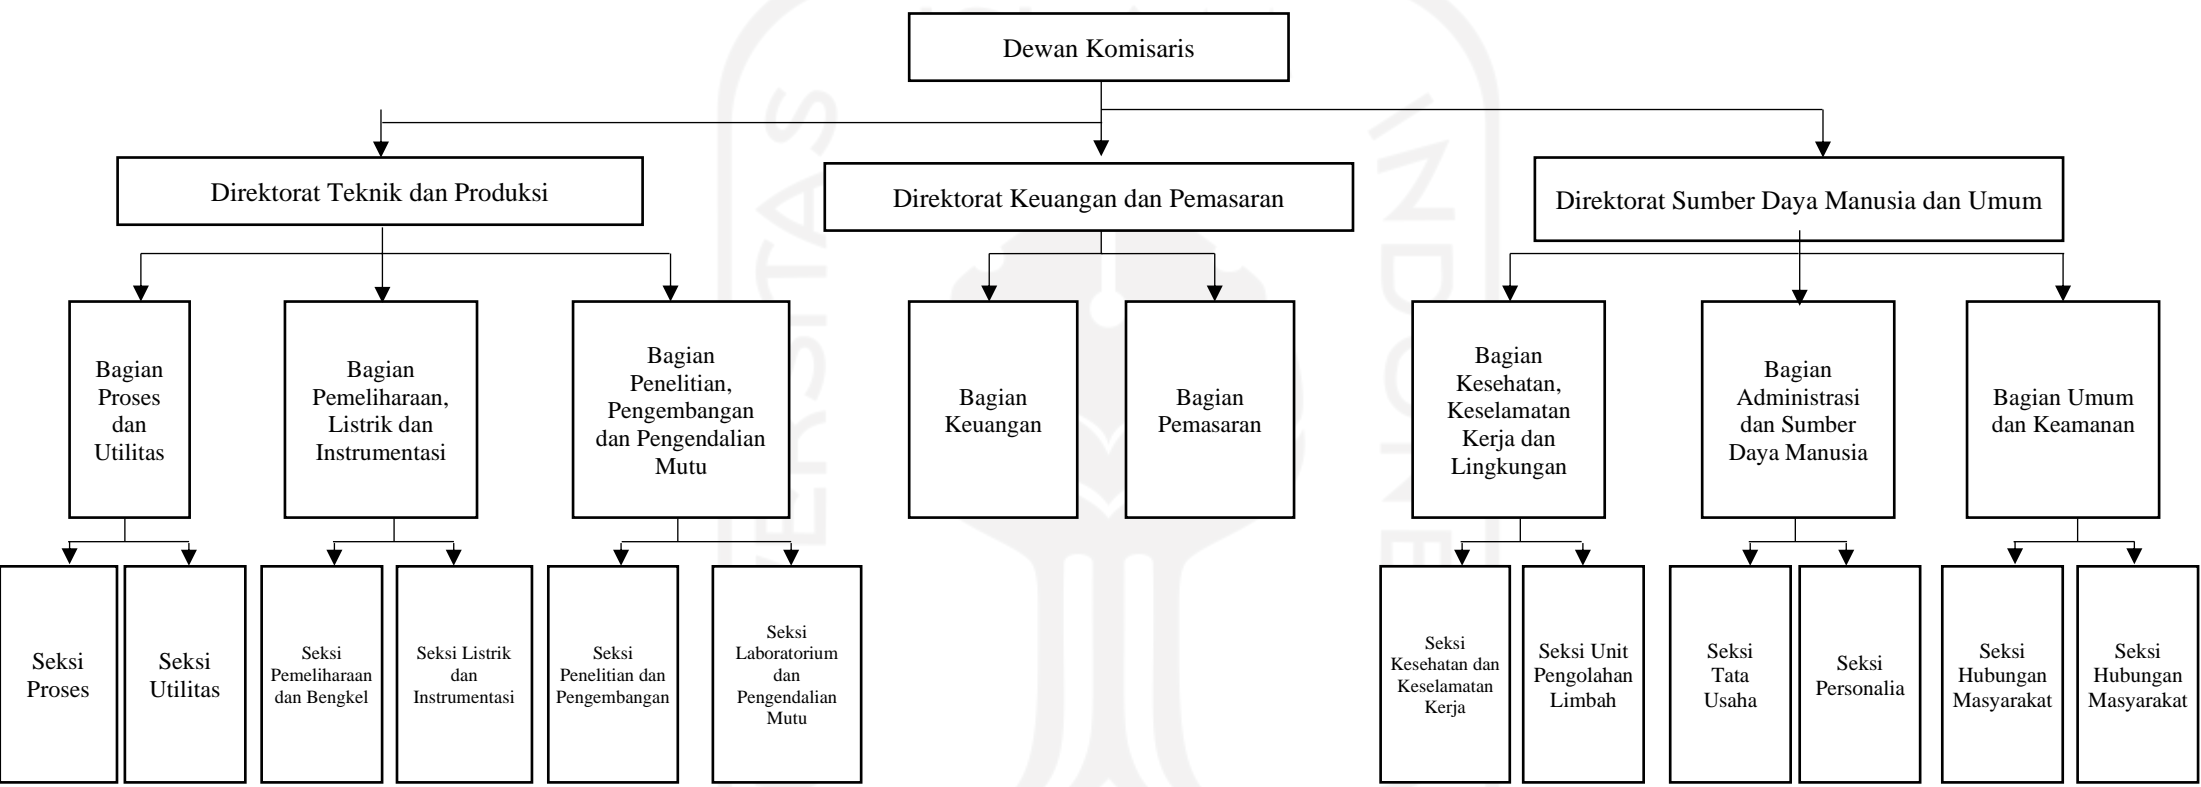 Dewan Komisaris
Direktorat Teknik dan Produksi
Direktorat Keuangan dan Pemasaran
Direktorat Sumber Daya Manusia dan Umum
Bagian
Proses
dan
Utilitas
Bagian
Pemeliharaan,
Listrik dan
Instrumentasi
Bagian
Penelitian,
Pengembangan
dan Pengendalian
Mutu
Bagian
Keuangan
Bagian
Pemasaran
Bagian
Kesehatan,
Keselamatan
Kerja dan
Lingkungan
Bagian
Administrasi
dan Sumber
Daya Manusia
Bagian Umum
dan Keamanan
Seksi
Proses
Seksi
Utilitas
Seksi
Pemeliharaan
dan Bengkel
Seksi Listrik
dan
Instrumentasi
Seksi
Penelitian dan
Pengembangan
Seksi
Laboratorium
dan
Pengendalian
Mutu
Seksi
Kesehatan dan
Keselamatan
Kerja
Seksi Unit
Pengolahan
Limbah
Seksi
Tata
Usaha
Seksi
Personalia
Seksi
Hubungan
Masyarakat
Seksi
Hubungan
Masyarakat